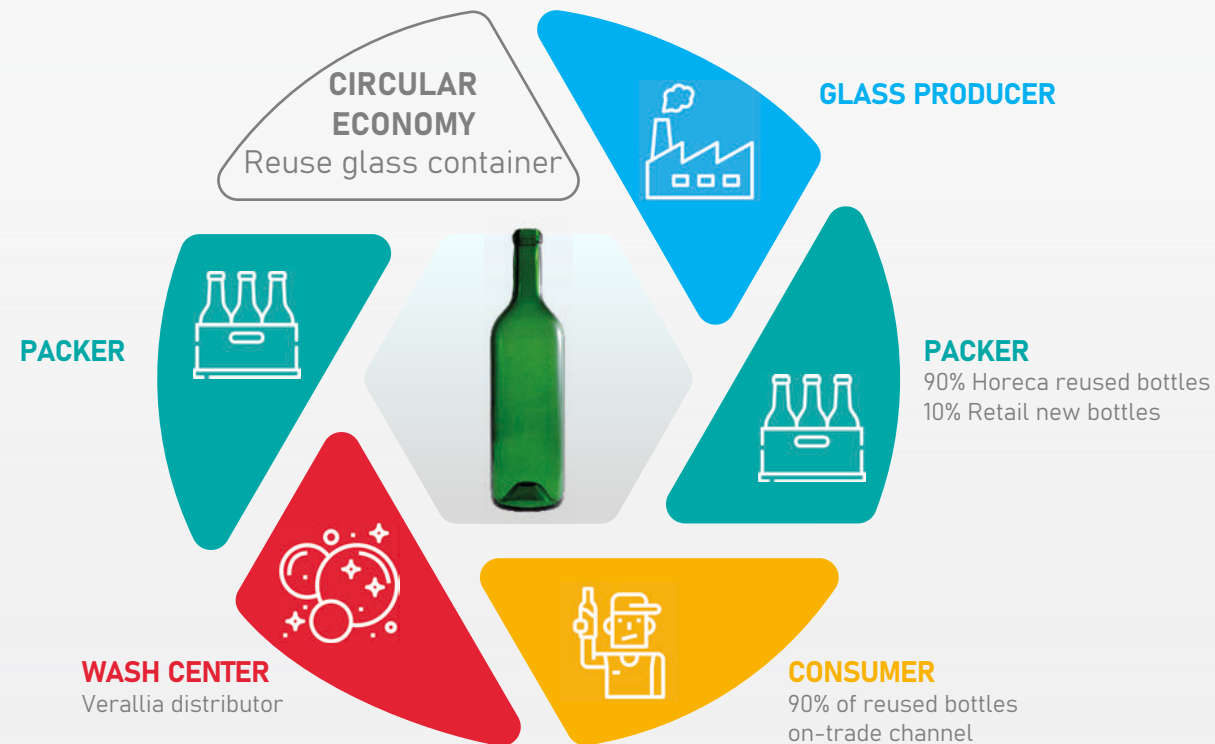 CIRCULAR
ECONOMY
Reuse glass container
GLASS PRODUCER
PACKER
90% Horeca reused bottles
10% Retail new bottles
CONSUMER
90% of reused bottles
on-trade channel
WASH CENTER
Verallia distributor
PACKER